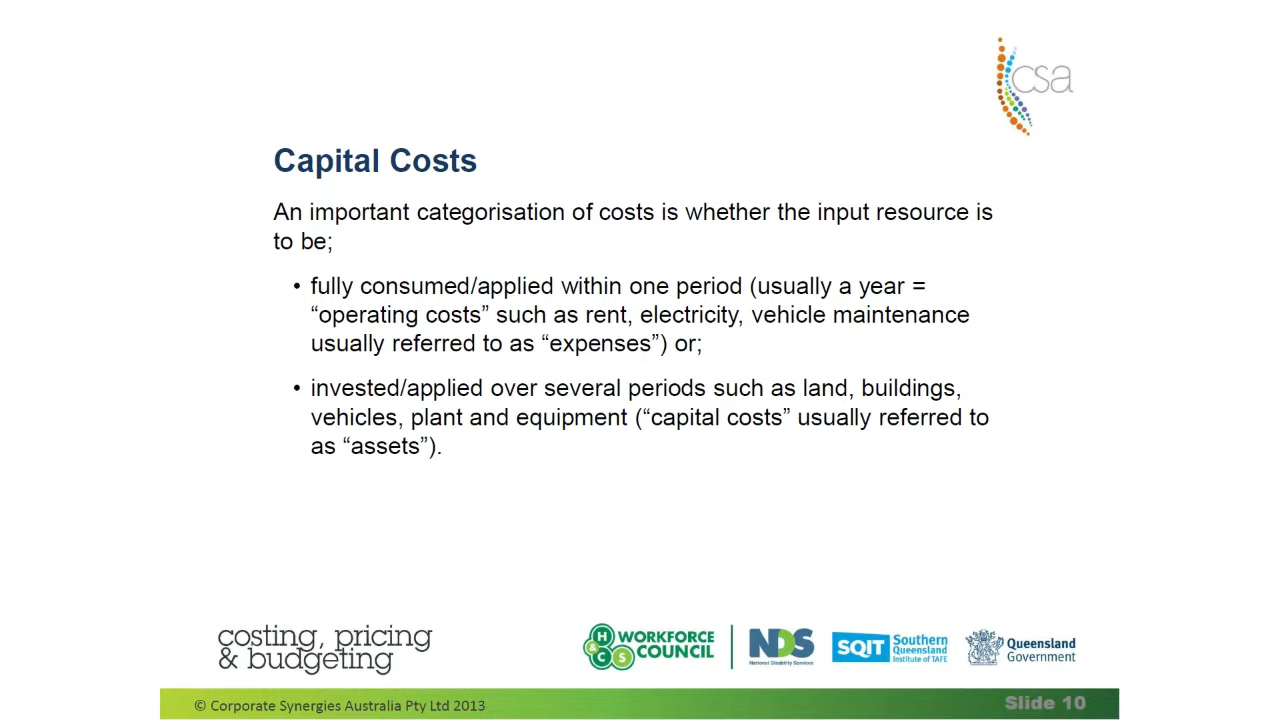 csa
Capital Costs
An important categorisation of costs is whether the input resource is
to be;
• fully consumed/applied within one period (usually a year =
“operating costs” such as rent, electricity, vehicle maintenance
usually referred to as “expenses”) or;
• invested/applied over several periods such as land, buildings,
vehicles, plant and equipment (“capital costs” usually referred to
as “assets”).
costing, pricing
& budgeting
H & C S WORKFORCE
COUNCIL
NDS
National Disability Services
SQIT Southern
Queensland
Institute of TAFE
Queensland
Government
© Corporate Synergies Australia Pty Ltd 2013
Slide 10